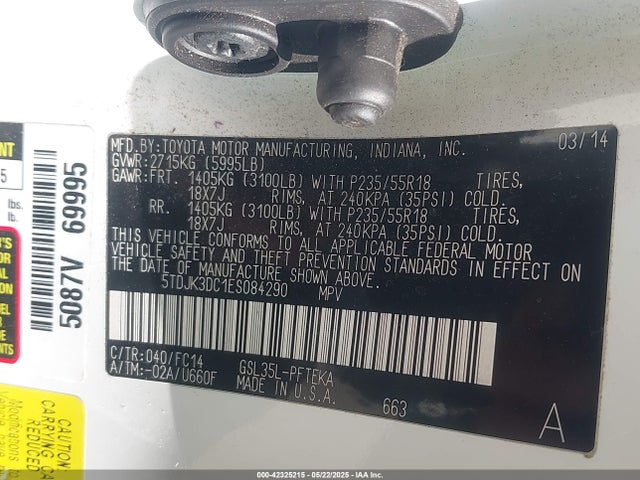 MFD.BY:TOYOTA MOTOR MANUFACTURING, INDIANA, INC. 03/14
GVWR:2715KG (5995LB)
GAWR:FRT. 1405KG (3100LB) WITH P235/55R18 TIRES,
18X7J RIMS, AT 240KPA (35PSI) COLD.
RR. 1405KG (3100LB) WITH P235/55R18 TIRES,
18X7J RIMS, AT 240KPA (35PSI) COLD.
THIS VEHICLE CONFORMS TO ALL APPLICABLE FEDERAL MOTOR
VEHICLE SAFETY AND THEFT PREVENTION STANDARDS IN EFFECT ON
THE DATE OF MANUFACTURE SHOWN ABOVE.
5TDJK3DC1ES084290 MPV
C/TR:040/FC14 GSL35L-PFTEKA
A/TM:-02A/U660F MADE IN U.S.A.
663
A
5087V 69995
5
lbs.
lb.
CAUTION:
REDUCED
000-42325215 - 05/22/2025 - IAA Inc.